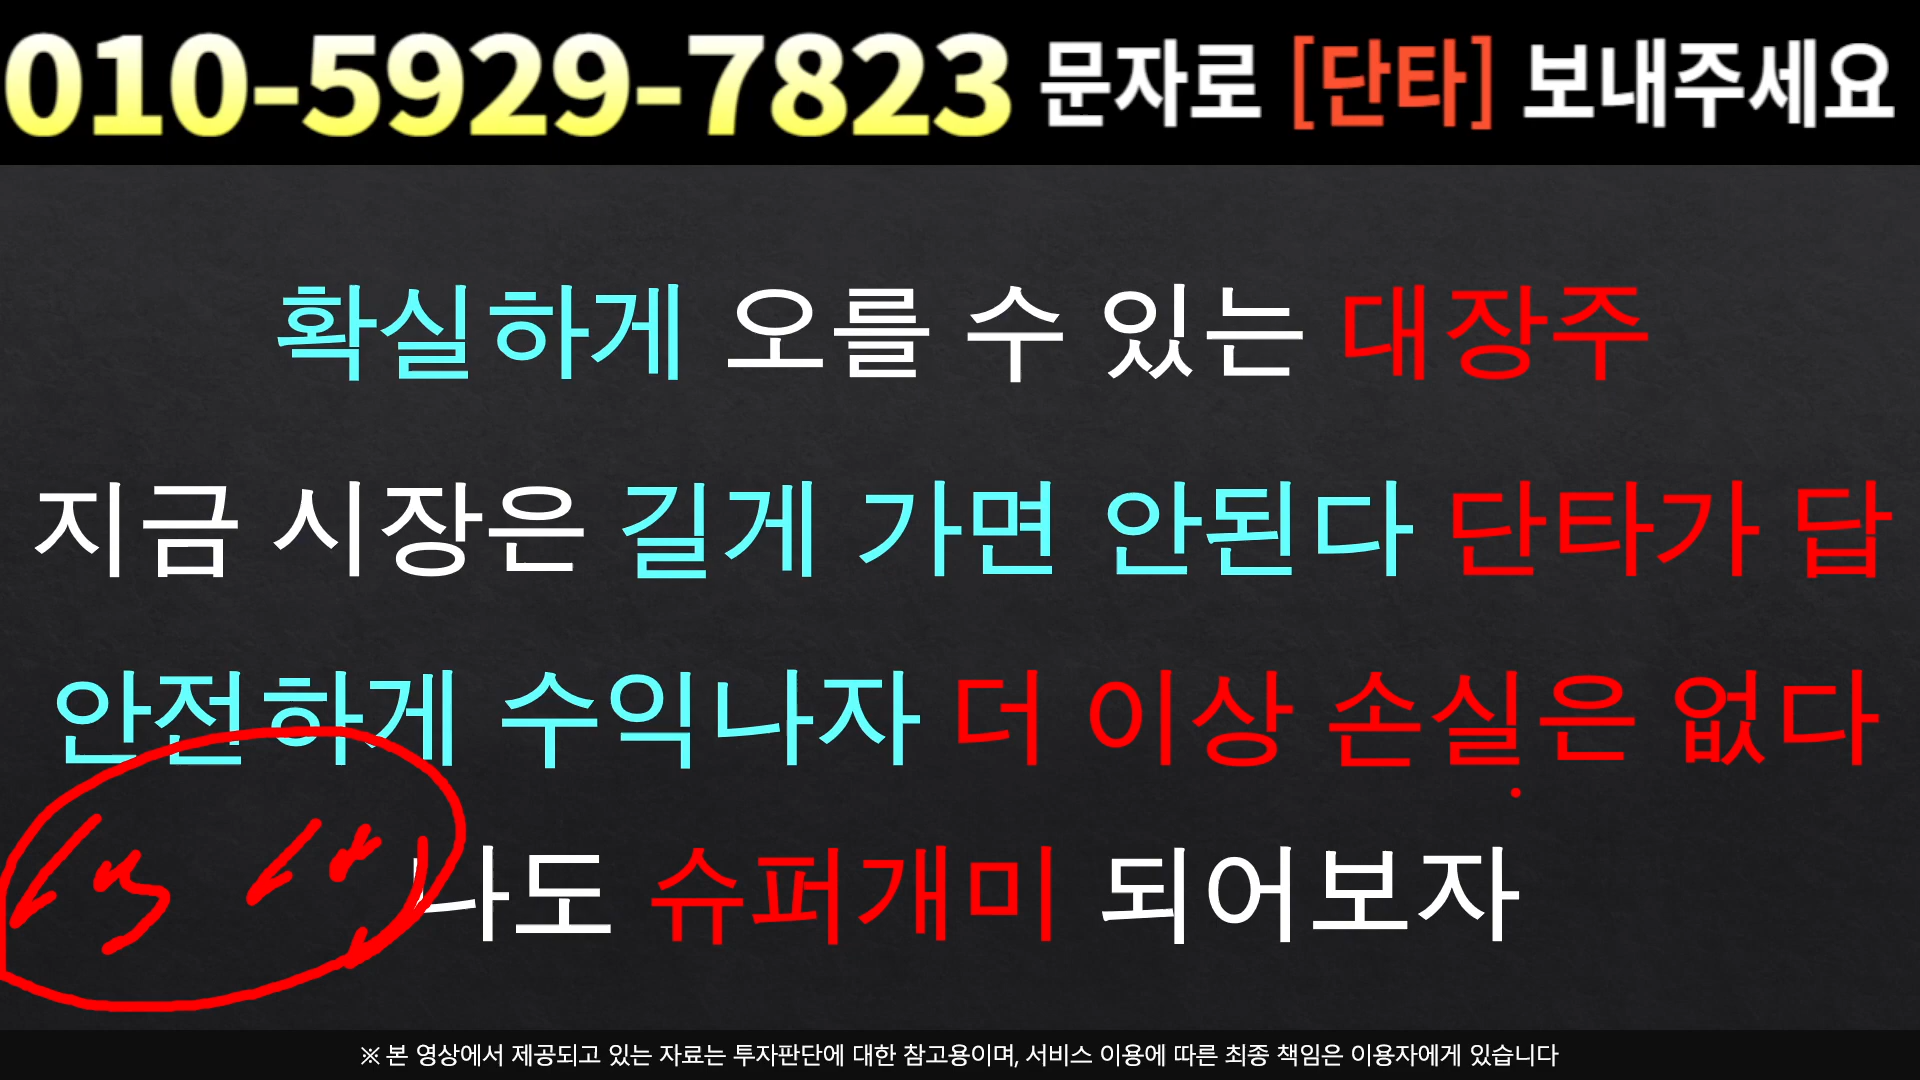 010-5929-7823 문자로 [단타] 보내주세요
확실하게 오를 수 있는 대장주
지금 시장은 길게 가면 안된다 단타가 답
안전하게 수익나자 더 이상 손실은 없다
나도 슈퍼개미 되어보자
※ 본 영상에서 제공되고 있는 자료는 투자판단에 대한 참고용이며, 서비스 이용에 따른 최종 책임은 이용자에게 있습니다